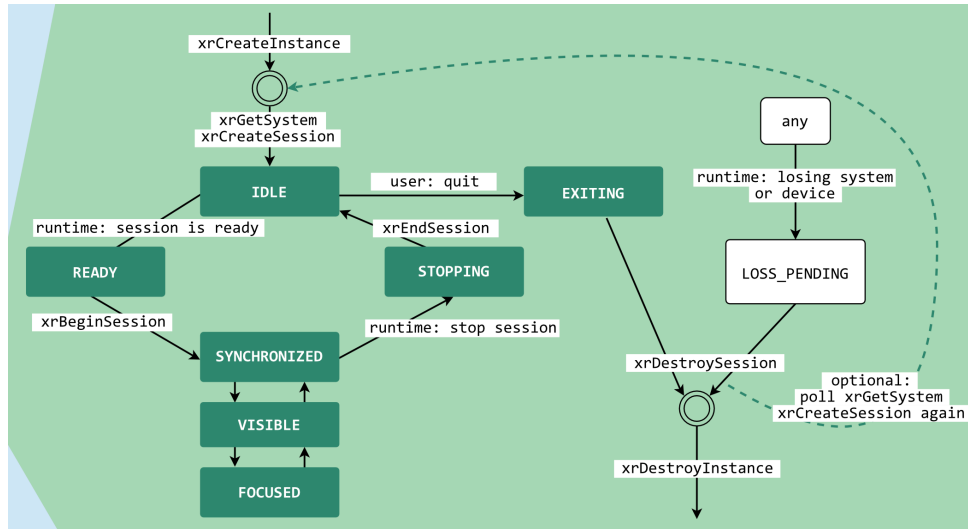 xrCreateInstance
xrGetSystem
xrCreateSession
any
IDLE
user: quit
EXITING
runtime: losing system
or device
runtime: session is ready
xrEndSession
READY
STOPPING
LOSS_PENDING
xrBeginSession
runtime: stop session
SYNCHRONIZED
xrDestroySession
optional:
poll xrGetSystem
xrCreateSession again
VISIBLE
xrDestroyInstance
FOCUSED